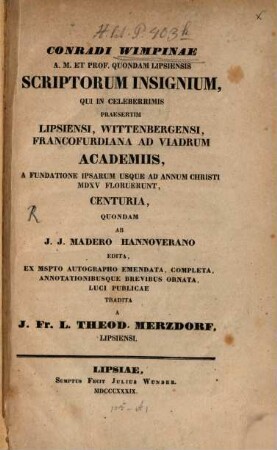 CONRADI WIMPINAE
A. M. ET PROF. QUONDAM LIPSIENSIS
SCRIPTORUM INSIGNIUM,
QUI IN CELEBERRIMIS
PRAESERTIM
LIPSIENSI, WITTENBERGENSI,
FRANCOFURDIANA AD VIADRUM
ACADEMIIS,
A FUNDATIONE IPSARUM USQUE AD ANNUM CHRISTI
MDXV FLORUERUNT,
CENTURIA,
QUONDAM
AB
R
J. J. MADERO HANNOVERANO
EDITA,
EX MSPTO AUTOGRAPHO EMENDATA, COMPLETA,
ANNOTATIONIBUSQUE BREVIBUS ORNATA,
LUCI PUBLICAE
TRADITA
A
J. Fr. L. THEOD. MERZDORF,
LIPSIENSI.
LIPSIAE,
Sumptus Fecit Julius Wunder.
MDCCCXXXIX.